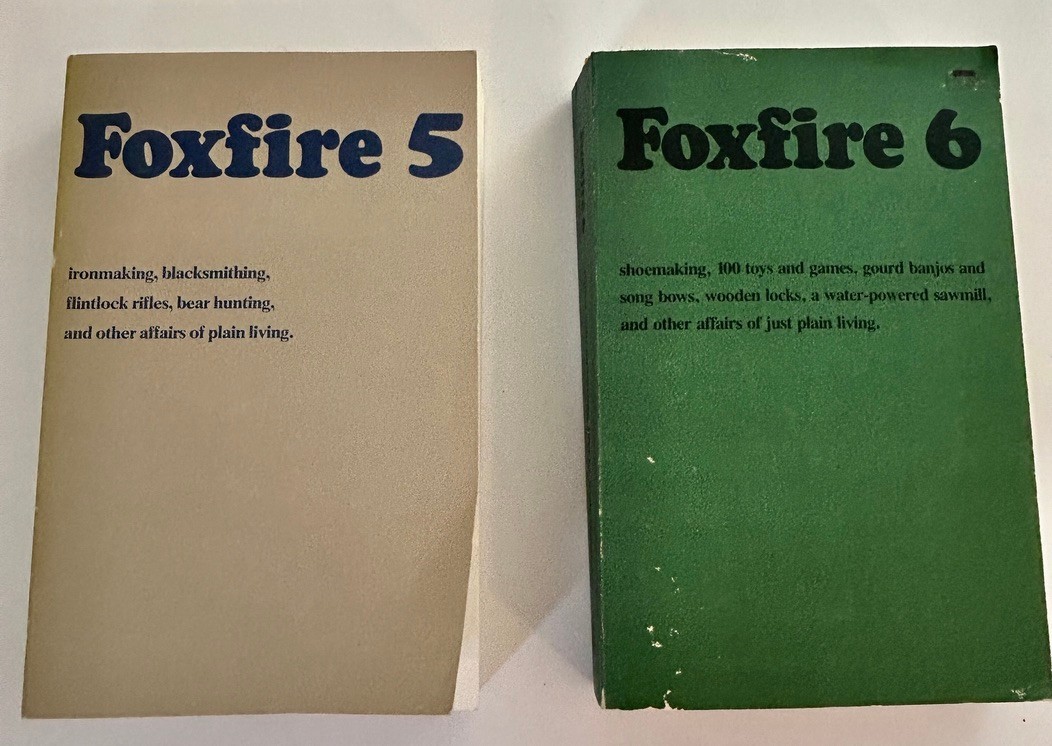 Foxfire 5
ironmaking, blacksmithing,
flintlock rifles, bear hunting,
and other affairs of plain living.
Foxfire 6
shoemaking, 100 toys and games, gourd banjos and
song bows, wooden locks, a water-powered sawmill,
and other affairs of just plain living.